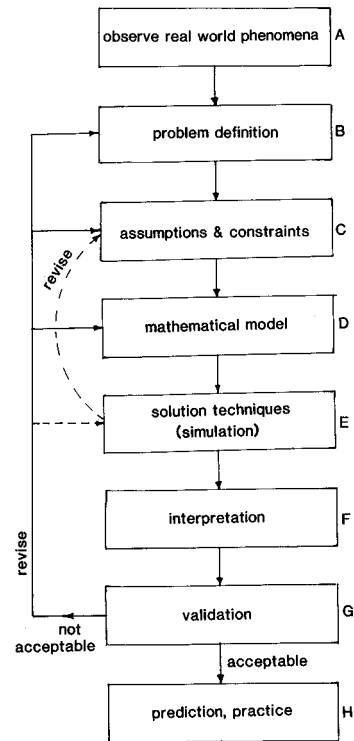 observe real world phenomena
A
problem definition
B
assumptions & constraints
C
revise
mathematical model
D
solution techniques
(simulation)
E
interpretation
F
revise
validation
G
not
acceptable
acceptable
prediction, practice
H